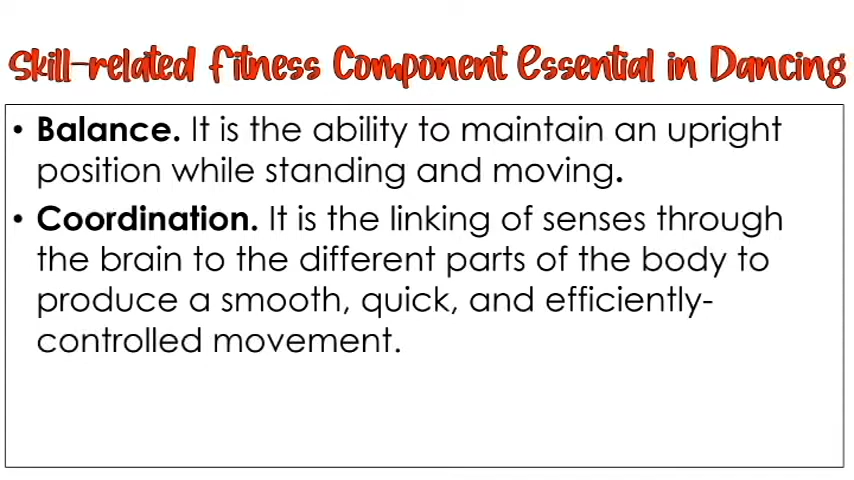 Skill-related Fitness Component Essential in Dancing
• Balance. It is the ability to maintain an upright
position while standing and moving.
• Coordination. It is the linking of senses through
the brain to the different parts of the body to
produce a smooth, quick, and efficiently-
controlled movement.